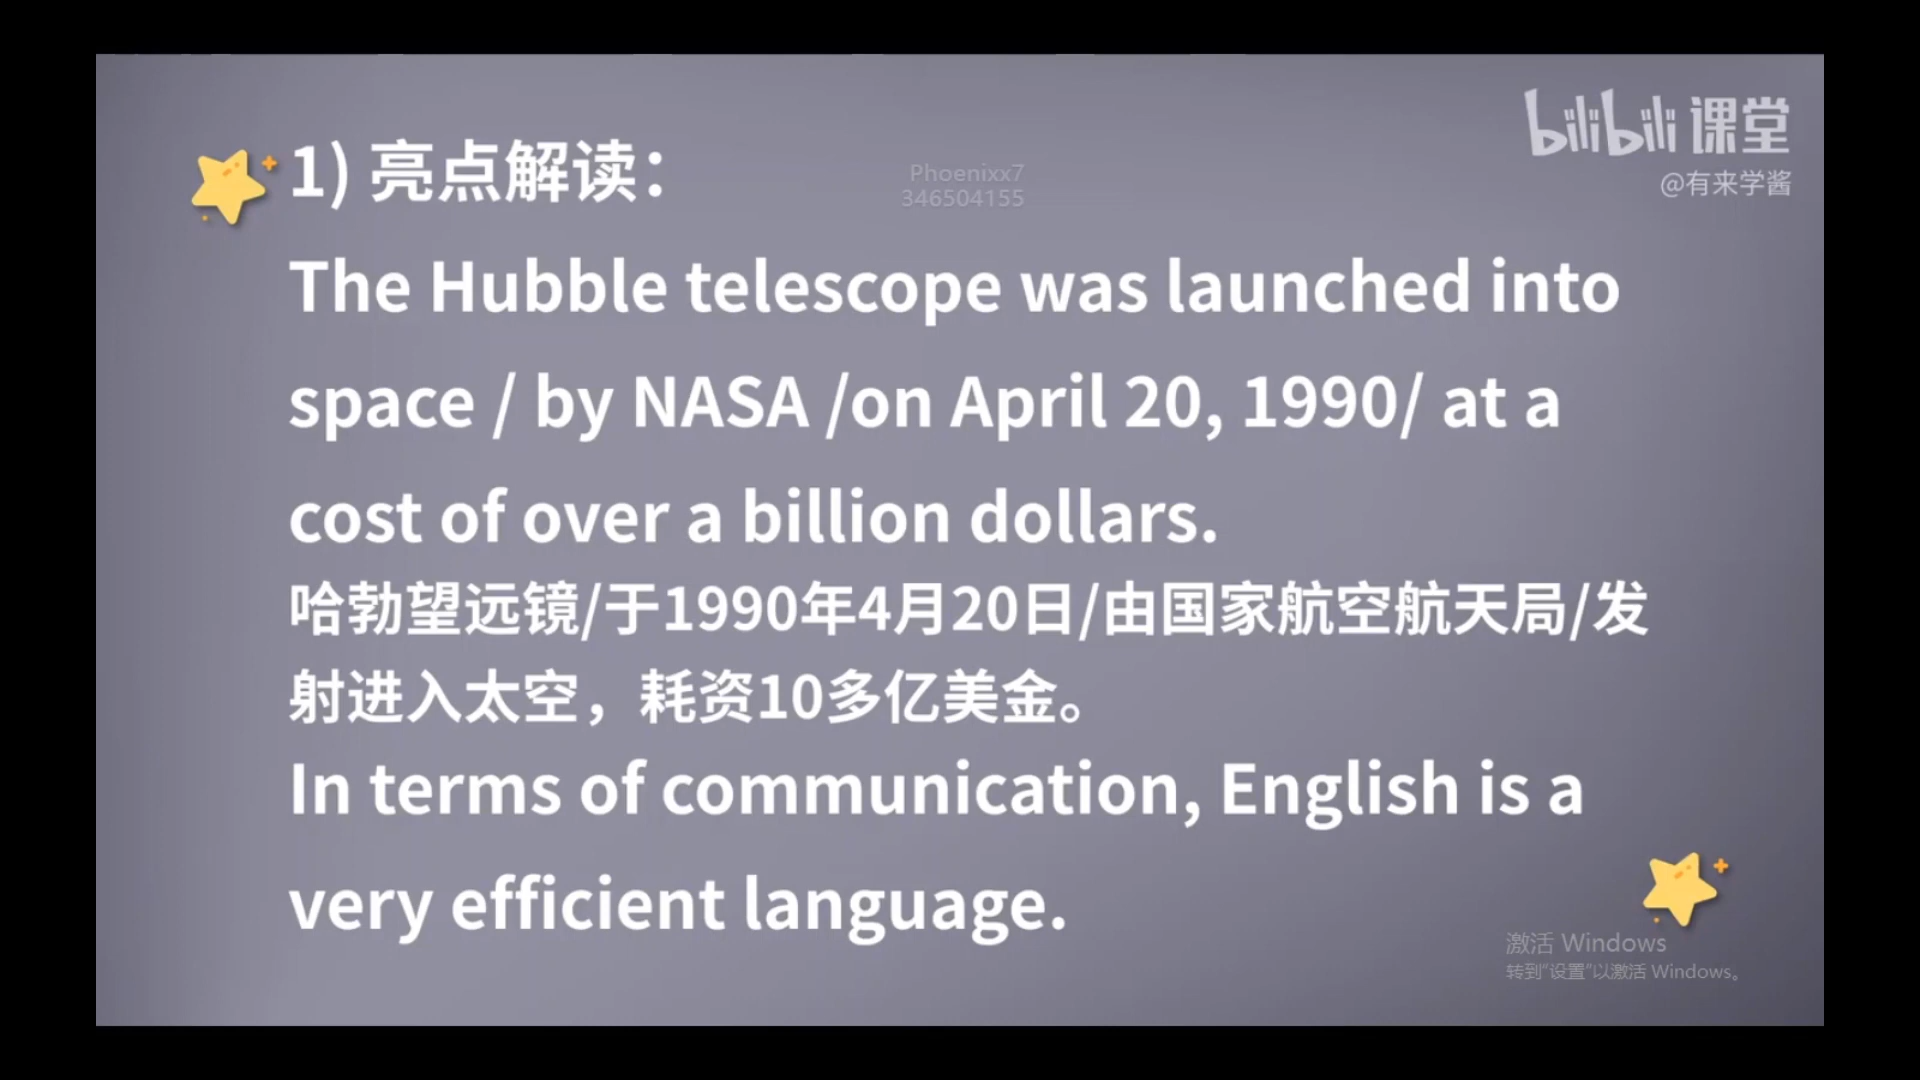 bilibili 课堂
@有来学酱
1) 亮点解读：
Phoenixx7
346504155
The Hubble telescope was launched into
space / by NASA /on April 20, 1990/ at a
cost of over a billion dollars.
哈勃望远镜/于1990年4月20日/由国家航空航天局/发
射进入太空，耗资10多亿美金。
In terms of communication, English is a
very efficient language.
激活 Windows
转到“设置”以激活 Windows。